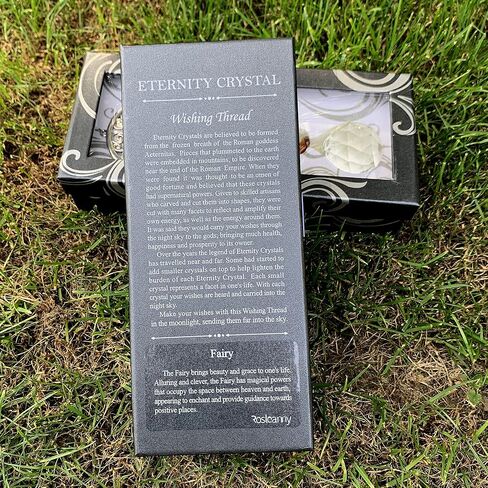 ETERNITY CRYSTAL
Wishing Thread
Eternity Crystals are believed to be formed
from the frozen breath of the Roman goddess
Aeternitas. Pieces that plummeted to the earth
were embedded in mountains; to be discovered
near the end of the Roman Empire. When they
were found it was thought to be an omen of
good fortune and believed that these crystals
had supernatural powers. Given to skilled artisans
who carved and cut them into shapes, they were
cut with many facets to reflect and amplify their
own energy, as well as the energy around them.
It was said they could carry your wishes through
the night sky to the gods; bringing much health,
happiness and prosperity to its owner.
Over the years the legend of Eternity Crystals
has travelled near and far. Some had started to
add smaller crystals on top to help lighten the
burden of each Eternity Crystal. Each small
crystal represents a facet in one's life. With each
crystal your wishes are heard and carried into the
night sky.
Make your wishes with this Wishing Thread
in the moonlight, sending them far into the sky.
Fairy
The Fairy brings beauty and grace to one's life.
Alluring and clever, the Fairy has magical powers
that occupy the space between heaven and earth,
appearing to enchant and provide guidance towards
positive places.
Rosleanny